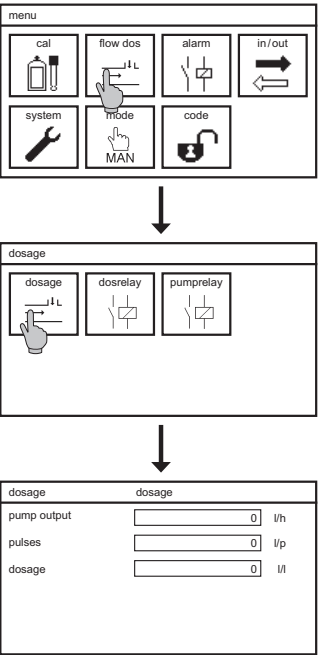 menu
cal flow dos alarm in/out
system mode code
MAN
dosage
dosage dosrelay pumprelay
dosage dosage
pump output 0 l/h
pulses 0 l/p
dosage 0 l/l